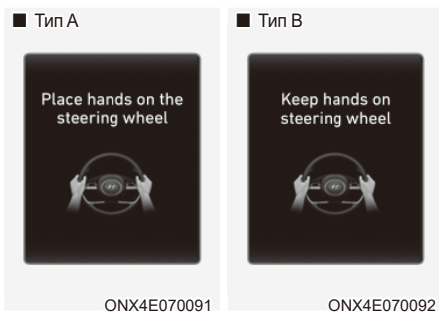 ■ Тип A
Place hands on the
steering wheel
ONX4E070091
■ Тип B
Keep hands on
steering wheel
ONX4E070092